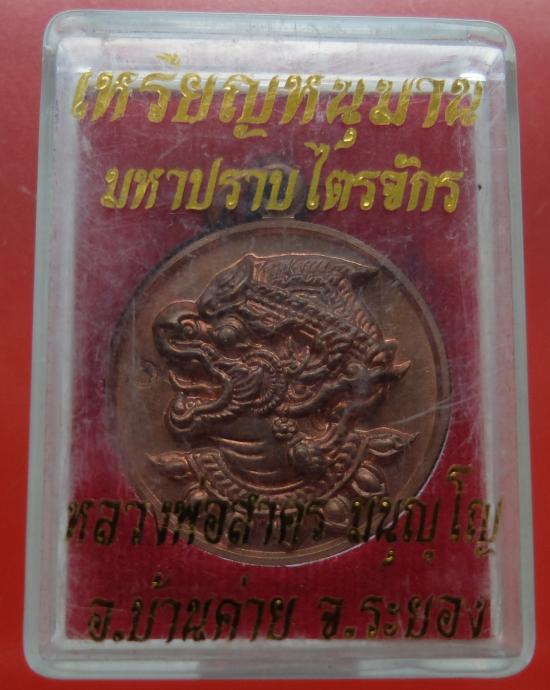 เหรียญหนุมาน
มหาปราบไตรจักร
หลวงพ่อสาคร มนุญฺโญ
อ.บ้านค่าย จ.ระยอง